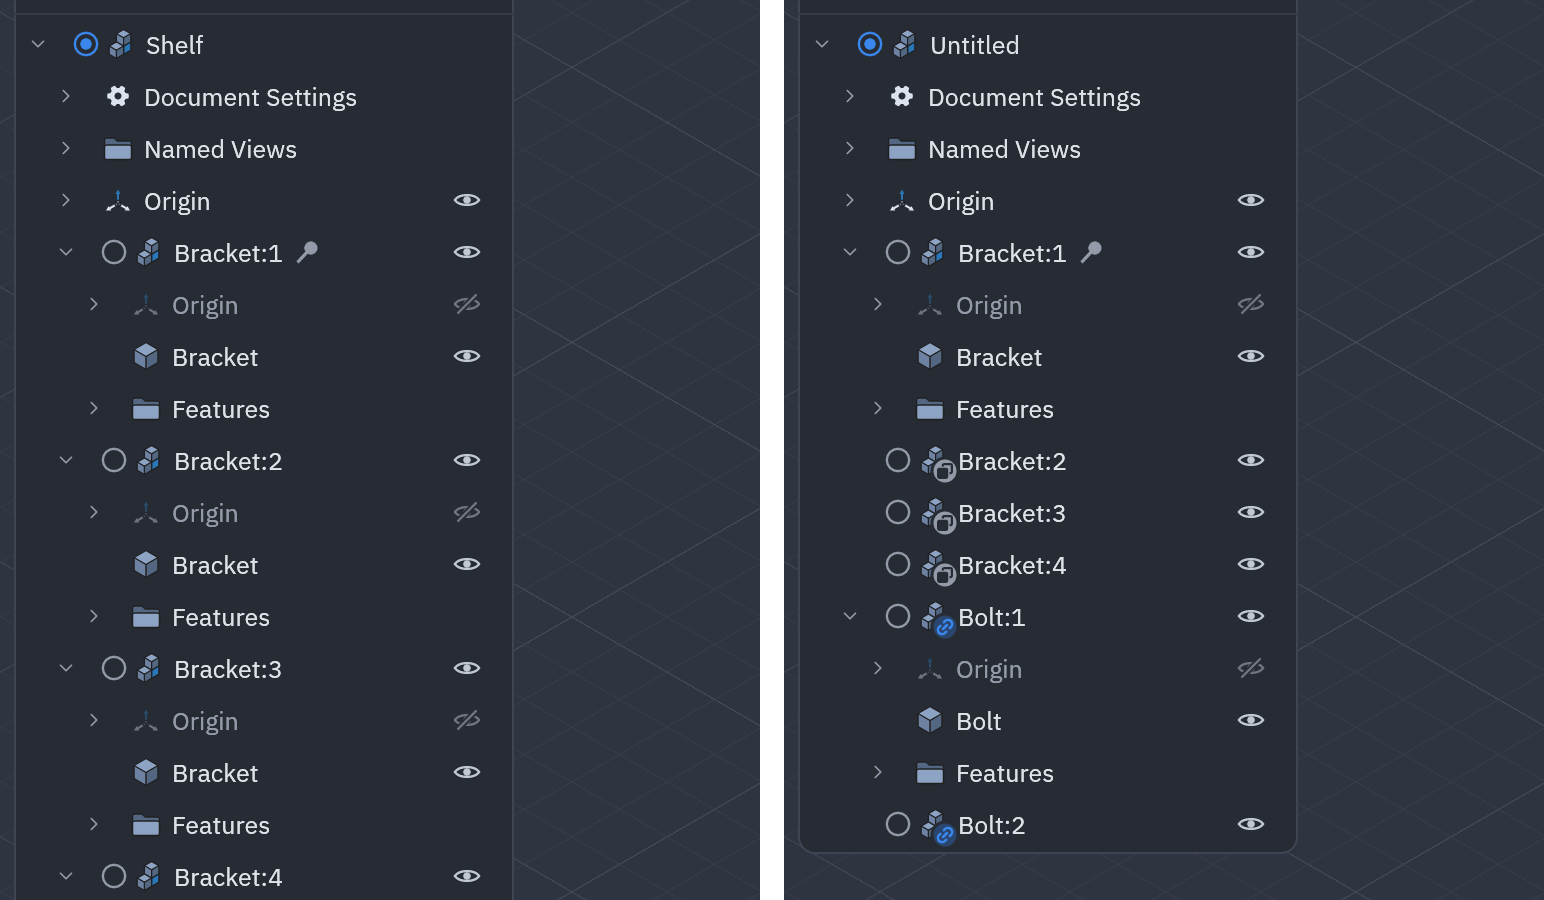 Shelf
Document Settings
Named Views
Origin
Bracket:1
Origin
Bracket
Features
Bracket:2
Origin
Bracket
Features
Bracket:3
Origin
Bracket
Features
Bracket:4
Untitled
Document Settings
Named Views
Origin
Bracket:1
Origin
Bracket
Features
Bracket:2
Bracket:3
Bracket:4
Bolt:1
Origin
Bolt
Features
Bolt:2